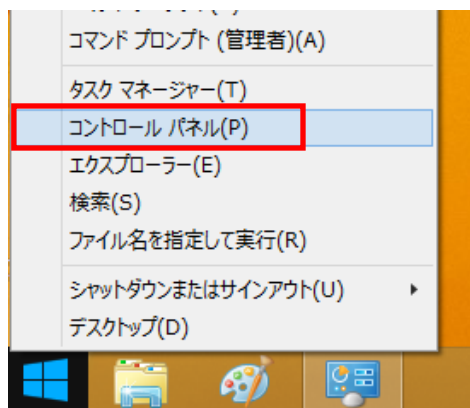 コマンド プロンプト (管理者)(A)
タスク マネージャー(T)
コントロール パネル(P)
エクスプローラー(E)
検索(S)
ファイル名を指定して実行(R)
シャットダウンまたはサインアウト(U)
デスクトップ(D)